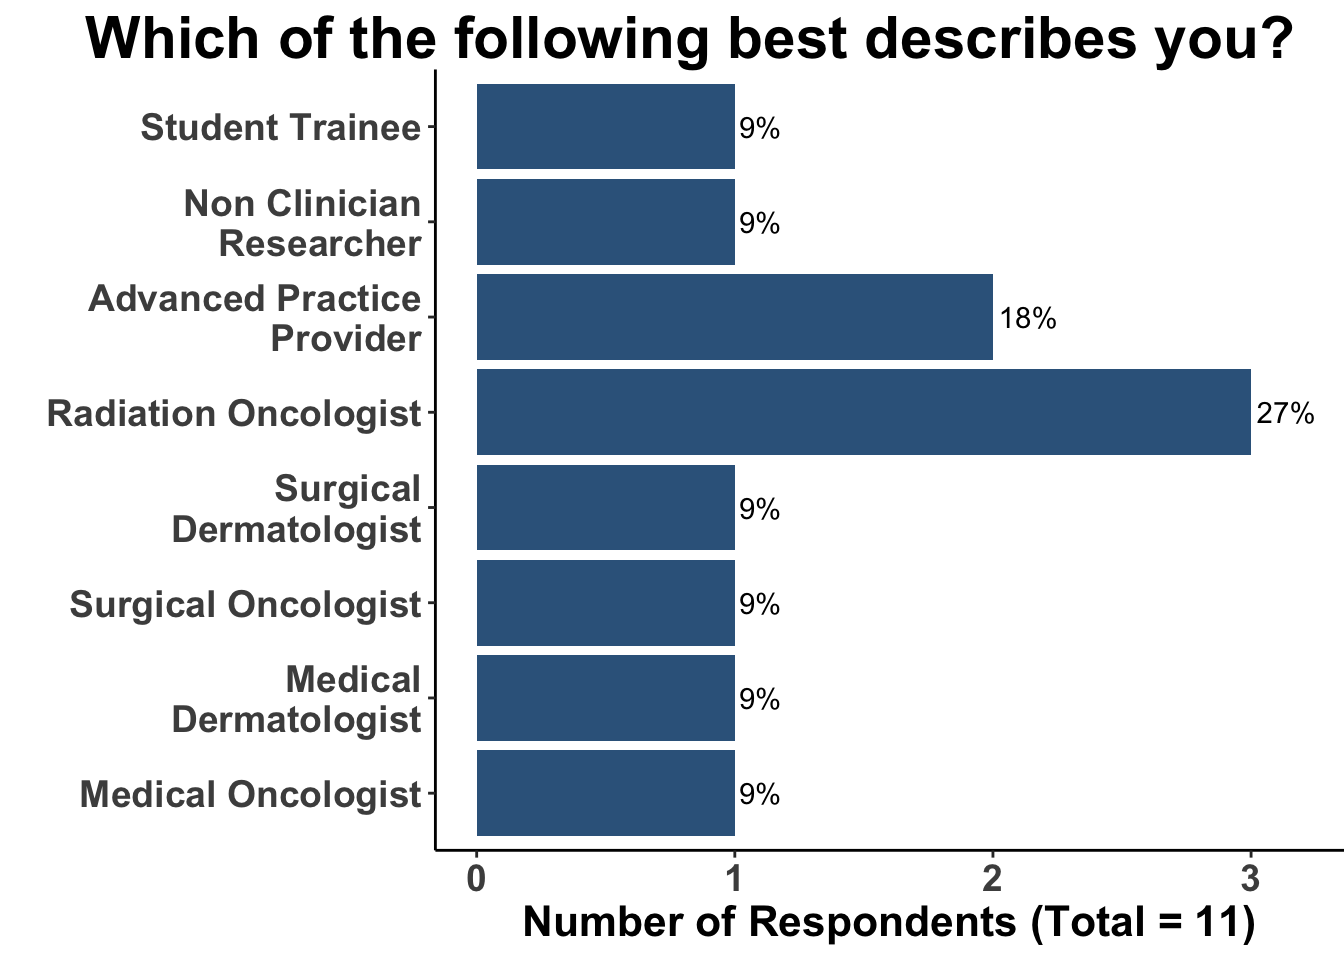 Which of the following best describes you?
Student Trainee
9%
Non Clinician
Researcher
9%
Advanced Practice
Provider
18%
Radiation Oncologist
27%
Surgical
Dermatologist
9%
Surgical Oncologist
9%
Medical
Dermatologist
9%
Medical Oncologist
9%
0 1 2 3
Number of Respondents (Total = 11)